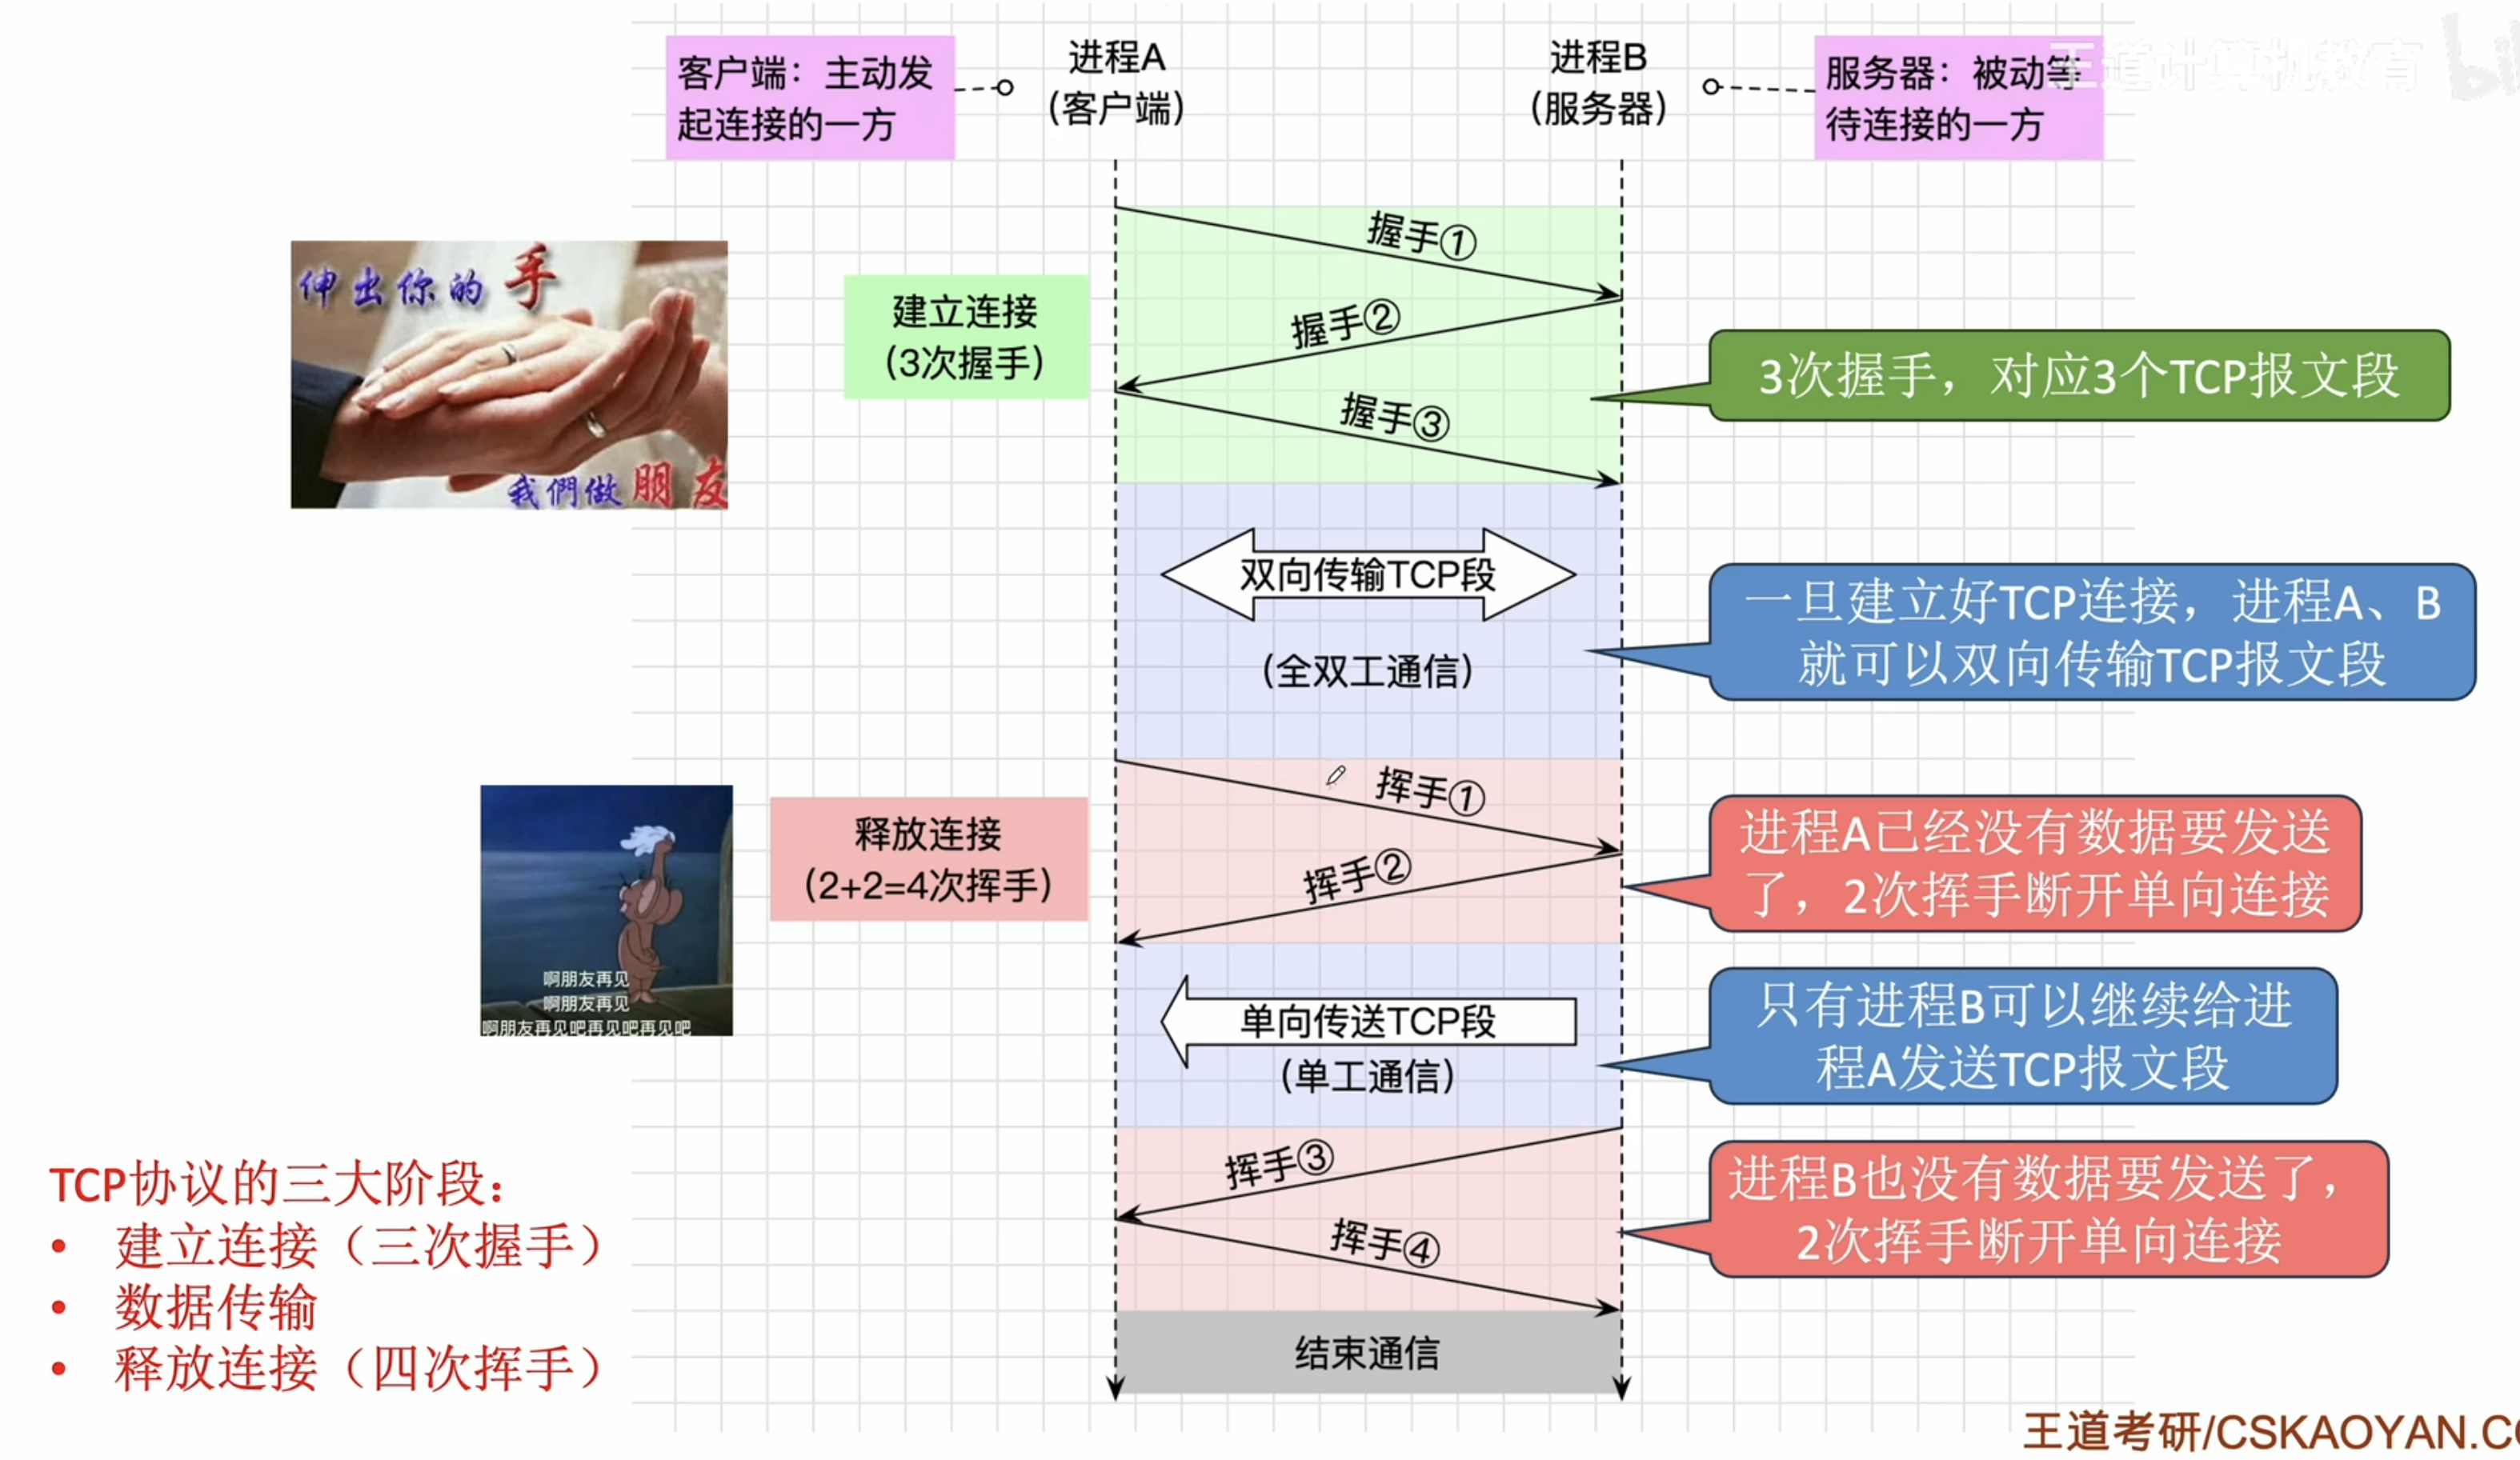 客户端：主动发
起连接的一方
进程A
(客户端)
进程B
(服务器)
服务器：被动等
待连接的一方
王道计算机教育
握手①
伸出你的手
我們做朋友
建立连接
(3次握手)
握手②
握手③
3次握手，对应3个TCP报文段
双向传输TCP段
(全双工通信)
一旦建立好TCP连接，进程A、B
就可以双向传输TCP报文段
挥手①
释放连接
(2+2=4次挥手)
挥手②
进程A已经没有数据要发送
了，2次挥手断开单向连接
啊朋友再见
啊朋友再见
啊朋友再见吧再见吧再见吧
单向传送TCP段
(单工通信)
只有进程B可以继续给进
程A发送TCP报文段
挥手③
挥手④
进程B也没有数据要发送了，
2次挥手断开单向连接
TCP协议的三大阶段：
• 建立连接（三次握手）
• 数据传输
• 释放连接（四次挥手）
结束通信
王道考研/CSKAOYAN.CO